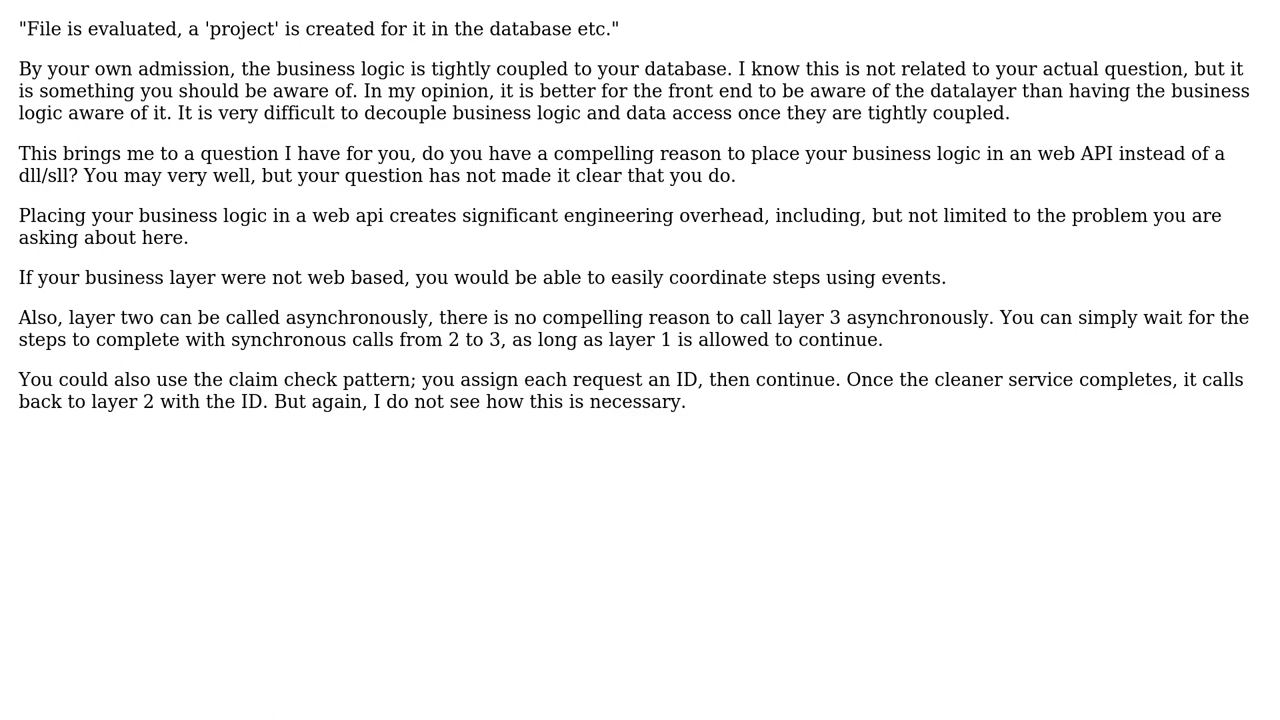 "File is evaluated, a 'project' is created for it in the database etc."
By your own admission, the business logic is tightly coupled to your database. I know this is not related to your actual question, but it
is something you should be aware of. In my opinion, it is better for the front end to be aware of the datalayer than having the business
logic aware of it. It is very difficult to decouple business logic and data access once they are tightly coupled.
This brings me to a question I have for you, do you have a compelling reason to place your business logic in an web API instead of a
dll/sll? You may very well, but your question has not made it clear that you do.
Placing your business logic in a web api creates significant engineering overhead, including, but not limited to the problem you are
asking about here.
If your business layer were not web based, you would be able to easily coordinate steps using events.
Also, layer two can be called asynchronously, there is no compelling reason to call layer 3 asynchronously. You can simply wait for the
steps to complete with synchronous calls from 2 to 3, as long as layer 1 is allowed to continue.
You could also use the claim check pattern; you assign each request an ID, then continue. Once the cleaner service completes, it calls
back to layer 2 with the ID. But again, I do not see how this is necessary.